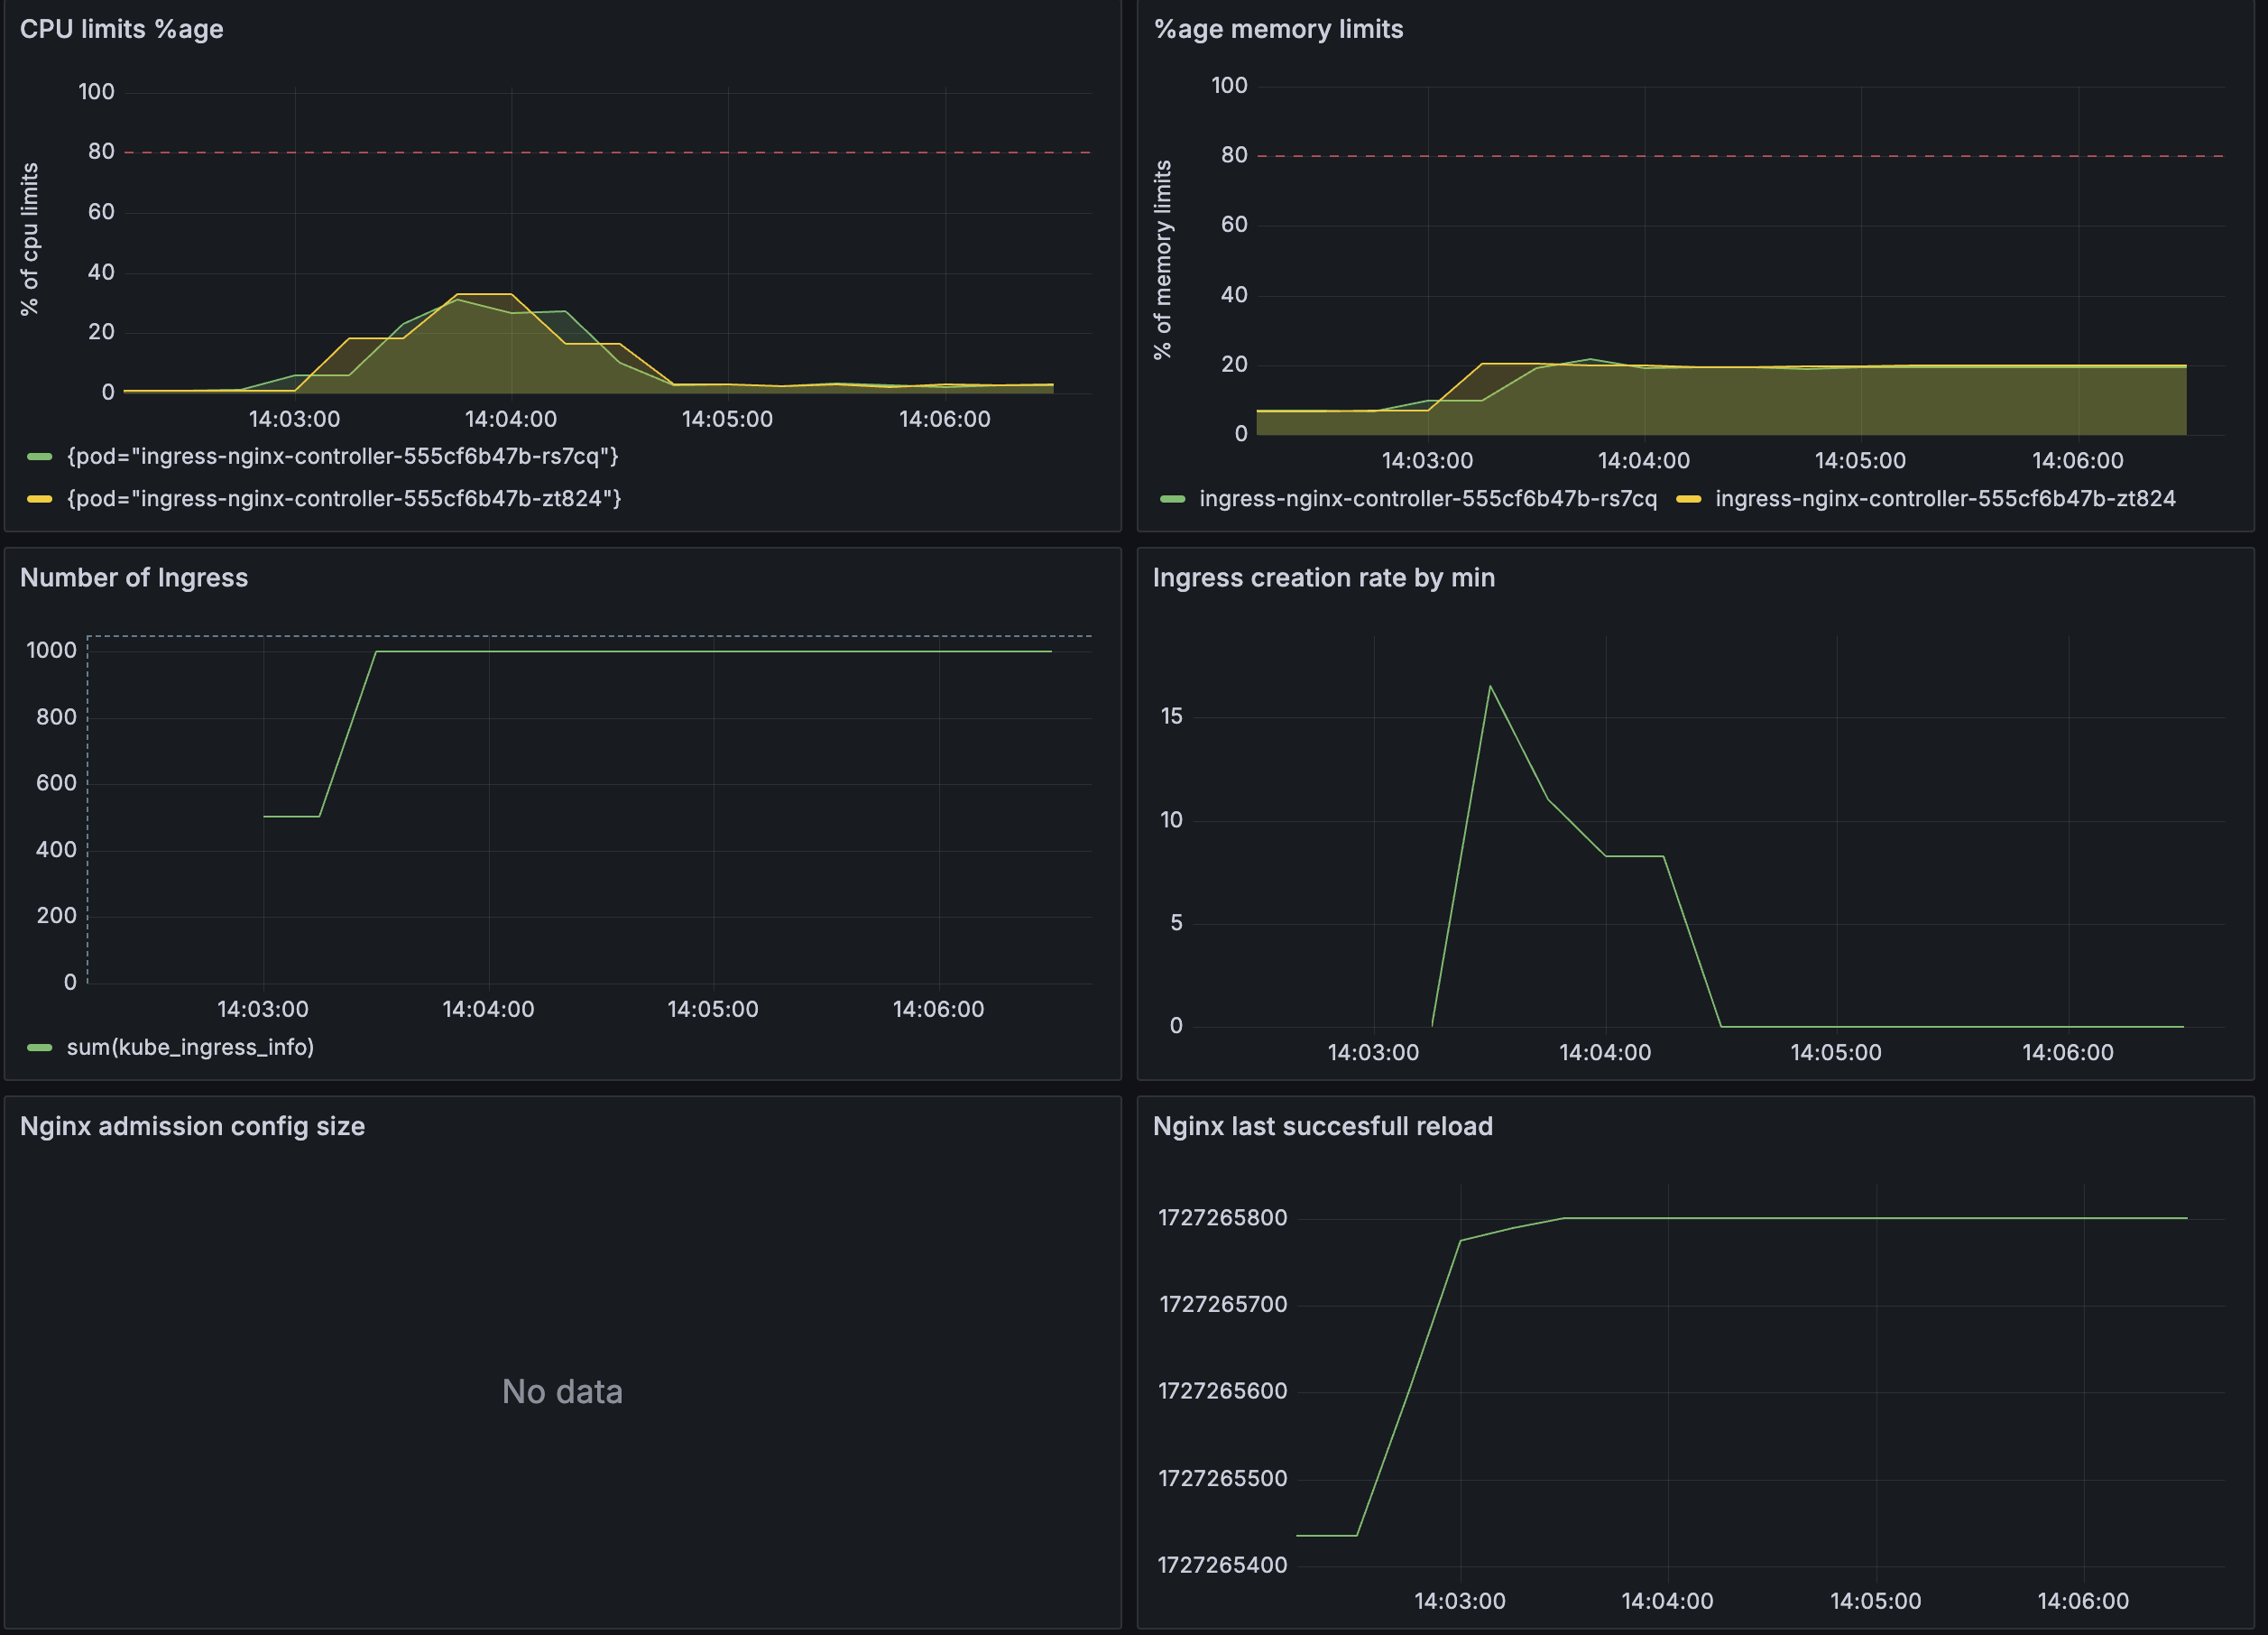 CPU limits %age
% of cpu limits
100
80
60
40
20
0
14:03:00 14:04:00 14:05:00 14:06:00
{pod="ingress-nginx-controller-555cf6b47b-rs7cq"}
{pod="ingress-nginx-controller-555cf6b47b-zt824"}
%age memory limits
% of memory limits
100
80
60
40
20
0
14:03:00 14:04:00 14:05:00 14:06:00
ingress-nginx-controller-555cf6b47b-rs7cq ingress-nginx-controller-555cf6b47b-zt824
Number of Ingress
1000
800
600
400
200
0
14:03:00 14:04:00 14:05:00 14:06:00
sum(kube_ingress_info)
Ingress creation rate by min
15
10
5
0
14:03:00 14:04:00 14:05:00 14:06:00
Nginx admission config size
No data
Nginx last succesfull reload
1727265800
1727265700
1727265600
1727265500
1727265400
14:03:00 14:04:00 14:05:00 14:06:00